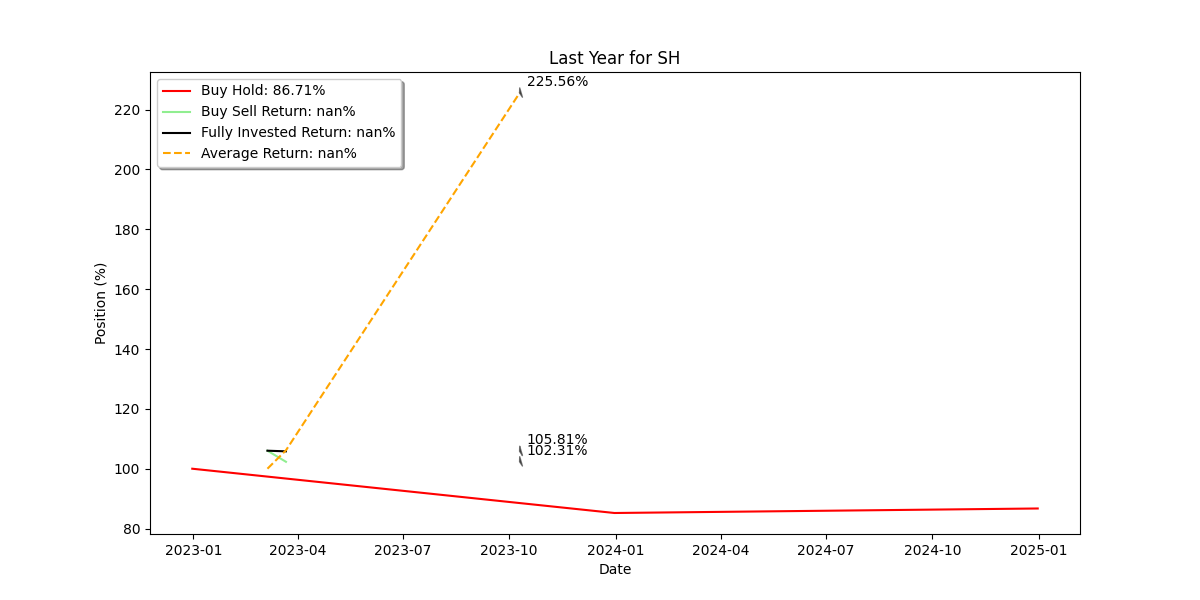 Last Year for SH
Buy Hold: 86.71%
Buy Sell Return: nan%
Fully Invested Return: nan%
Average Return: nan%
225.56%
105.81%
102.31%
Position (%)
220
200
180
160
140
120
100
80
2023-01 2023-04 2023-07 2023-10 2024-01 2024-04 2024-07 2024-10 2025-01
Date